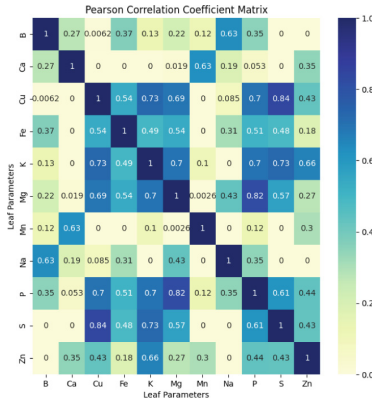 Pearson Correlation Coefficient Matrix
B 1 0.27 0.0062 0.37 0.13 0.22 0.12 0.63 0.35 0 0
Ca 0.27 1 0 0 0 0.019 0.63 0.19 0.053 0 0.35
Cu -0.0062 0 1 0.54 0.73 0.69 0 0.085 0.7 0.84 0.43
Fe 0.37 0 0.54 1 0.49 0.54 0 0.31 0.51 0.48 0.18
K 0.13 0 0.73 0.49 1 0.7 0.1 0 0.7 0.73 0.66
Mg 0.22 0.019 0.69 0.54 0.7 1 0.0026 0.43 0.82 0.57 0.27
Mn 0.12 0.63 0 0 0.1 0.0026 1 0 0.12 0 0.3
Na 0.63 0.19 0.085 0.31 0 0.43 0 1 0.35 0 0
P 0.35 0.053 0.7 0.51 0.7 0.82 0.12 0.35 1 0.61 0.44
S 0 0 0.84 0.48 0.73 0.57 0 0 0.61 1 0.43
Zn 0 0.35 0.43 0.18 0.66 0.27 0.3 0 0.44 0.43 1
B Ca Cu Fe K Mg Mn Na P S Zn
Leaf Parameters
Leaf Parameters
1.0
0.8
0.6
0.4
0.2
0.0